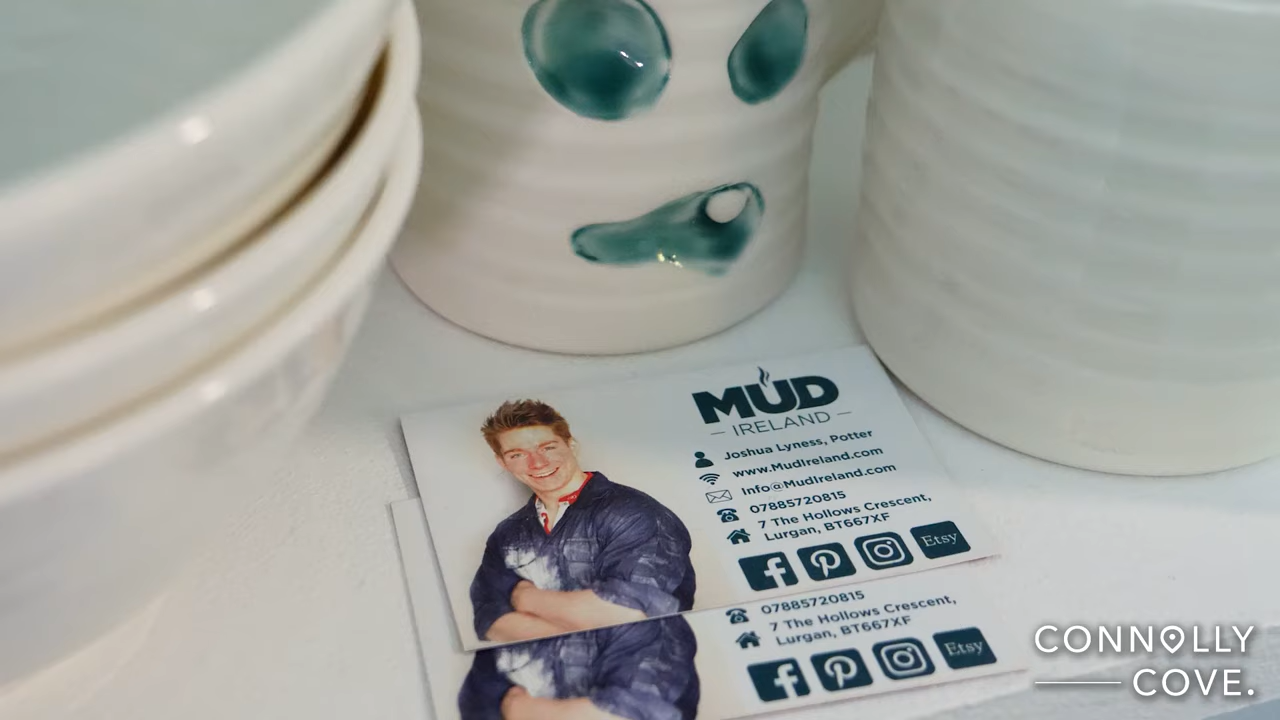 MUD
IRELAND
Joshua Lyness, Potter
www.MudIreland.com
Info@MudIreland.com
07885720815
7 The Hollows Crescent,
Lurgan, BT667XF
Etsy
07885720815
7 The Hollows Crescent,
Lurgan, BT667XF
Etsy
CONNOLLY
COVE.